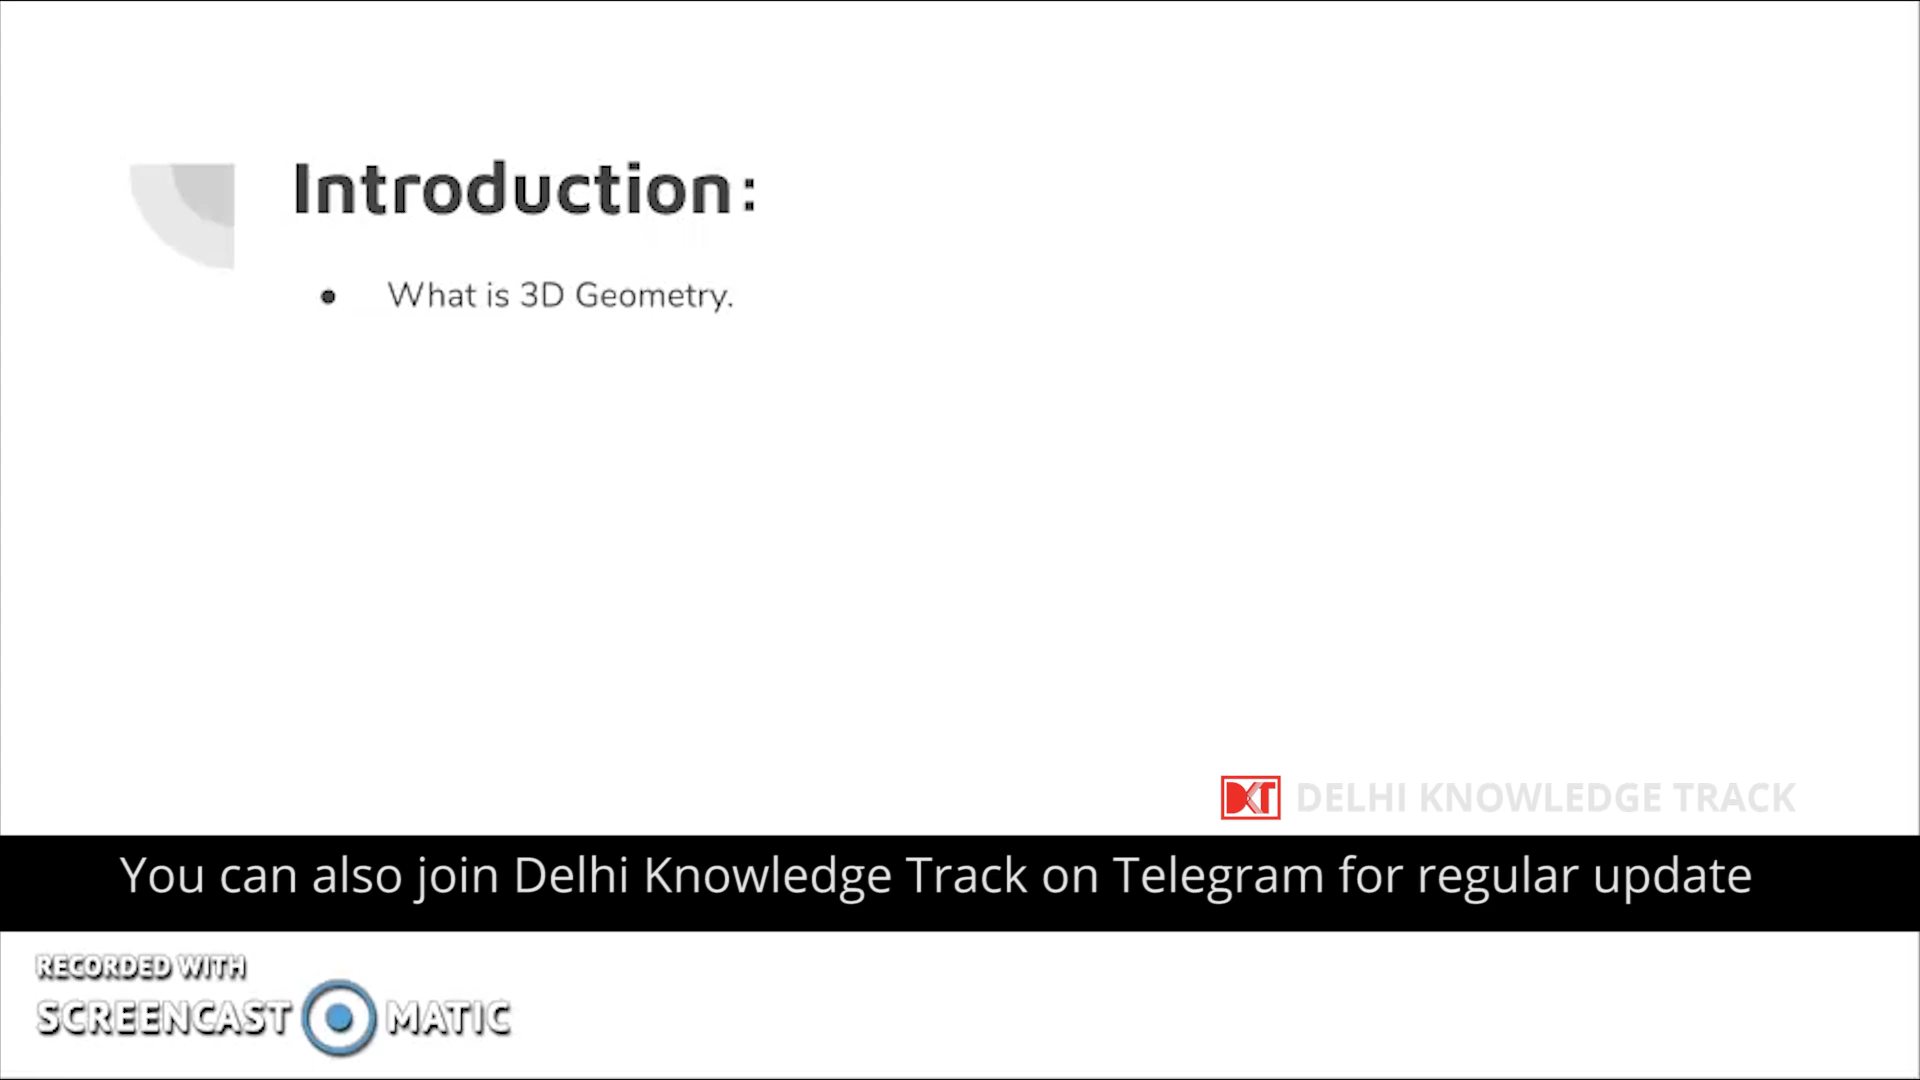 Introduction:
● What is 3D Geometry.
DKT DELHI KNOWLEDGE TRACK
You can also join Delhi Knowledge Track on Telegram for regular update
RECORDED WITH
SCREENCAST MATIC